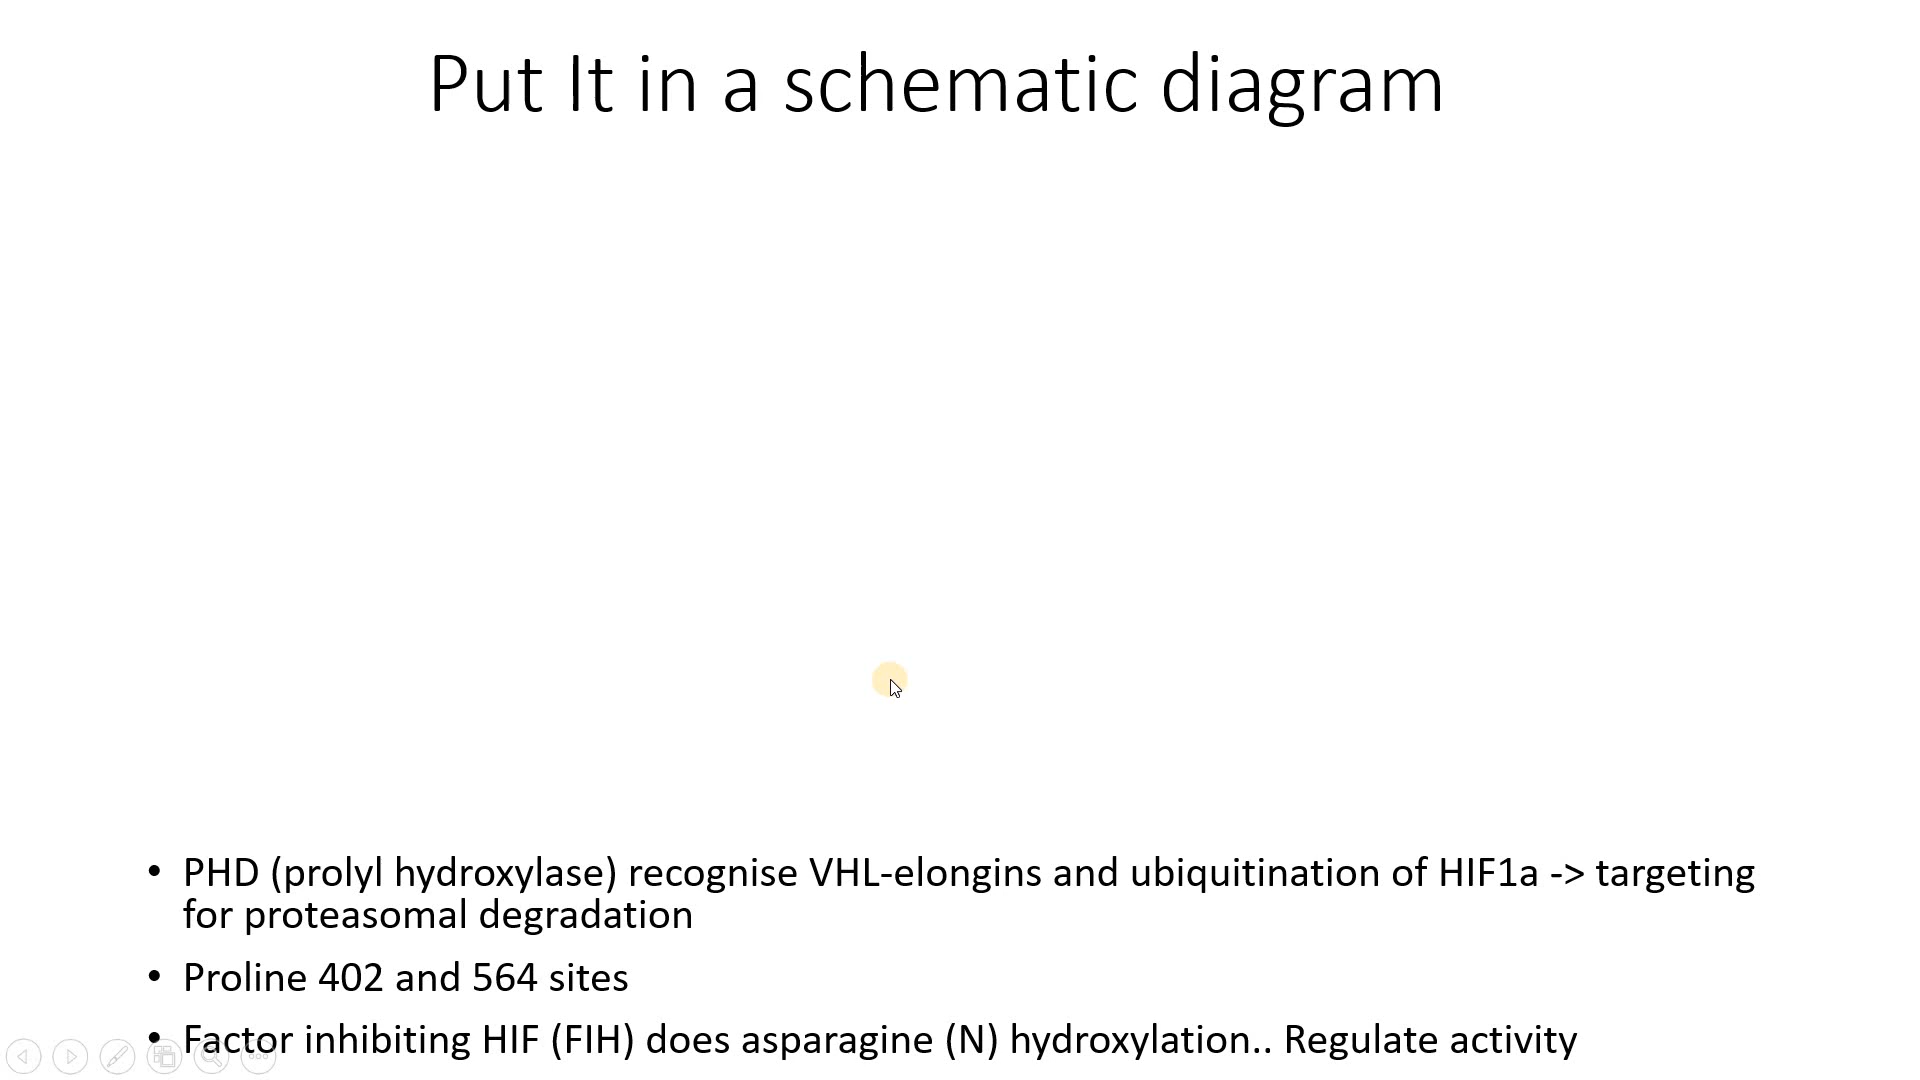 Put It in a schematic diagram
• PHD (prolyl hydroxylase) recognise VHL-elongins and ubiquitination of HIF1a -> targeting
for proteasomal degradation
• Proline 402 and 564 sites
• Factor inhibiting HIF (FIH) does asparagine (N) hydroxylation.. Regulate activity